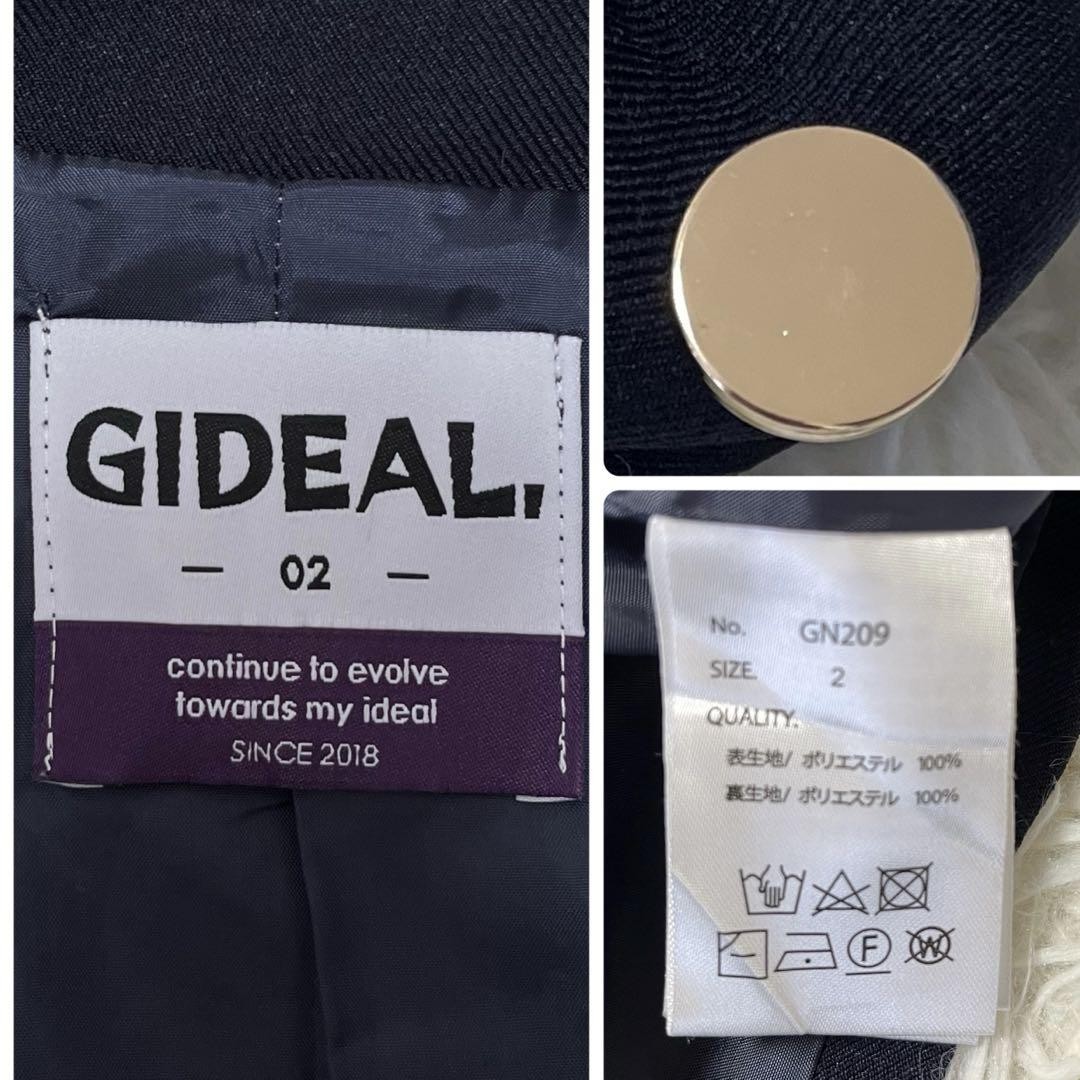 GIDEAL,
— 02 —
continue to evolve
towards my ideal
SINCE 2018
No. GN209
SIZE. 2
QUALITY.
表生地/ ポリエステル 100%
裏生地/ ポリエステル 100%
F
W